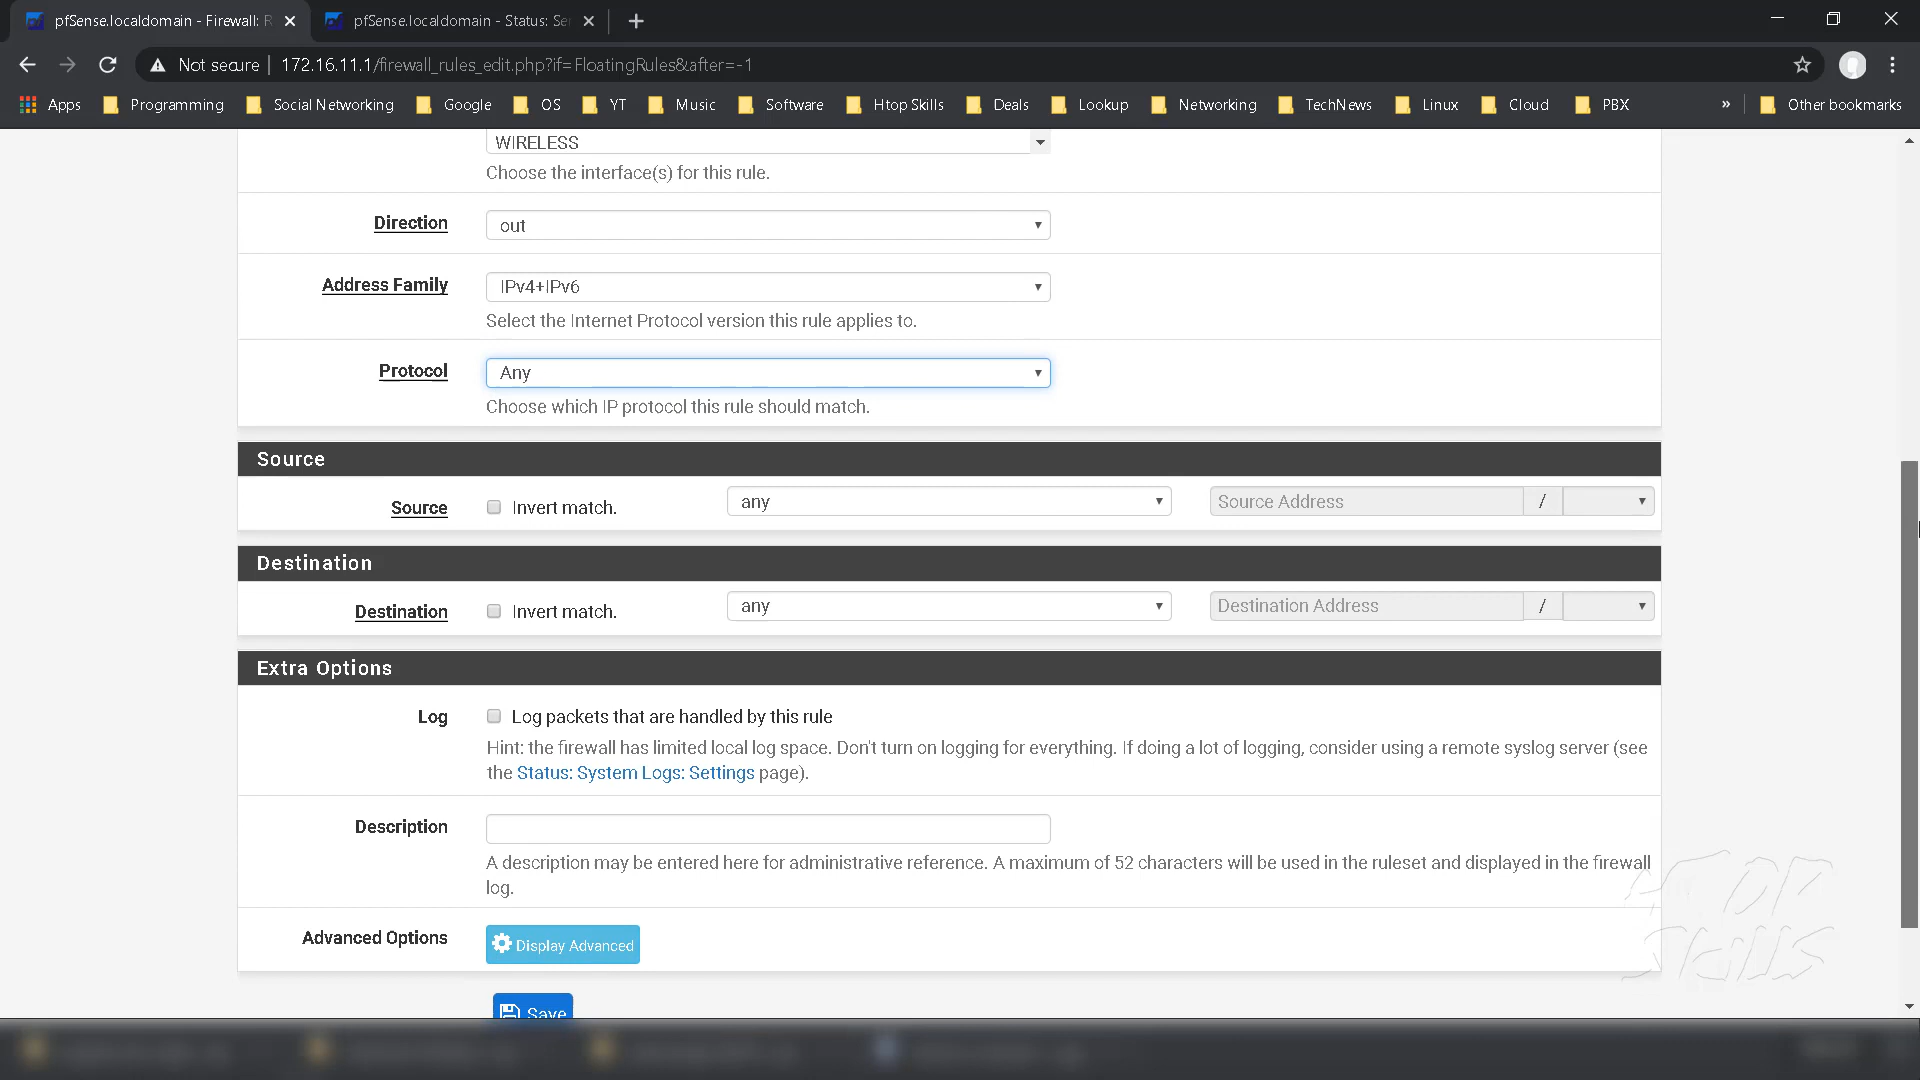 pfSense.localdomain - Firewall: R
pfSense.localdomain - Status: Se
Not secure | 172.16.11.1/firewall_rules_edit.php?if=FloatingRules&after=-1
Apps Programming Social Networking Google OS YT Music Software Htop Skills Deals Lookup Networking TechNews Linux Cloud PBX » Other bookmarks
WIRELESS
Choose the interface(s) for this rule.
Direction out
Address Family IPv4+IPv6
Select the Internet Protocol version this rule applies to.
Protocol Any
Choose which IP protocol this rule should match.
Source
Source Invert match. any Source Address /
Destination
Destination Invert match. any Destination Address /
Extra Options
Log Log packets that are handled by this rule
Hint: the firewall has limited local log space. Don't turn on logging for everything. If doing a lot of logging, consider using a remote syslog server (see
the Status: System Logs: Settings page).
Description
A description may be entered here for administrative reference. A maximum of 52 characters will be used in the ruleset and displayed in the firewall
log.
Advanced Options Display Advanced
Save
HTOP
SKILLS